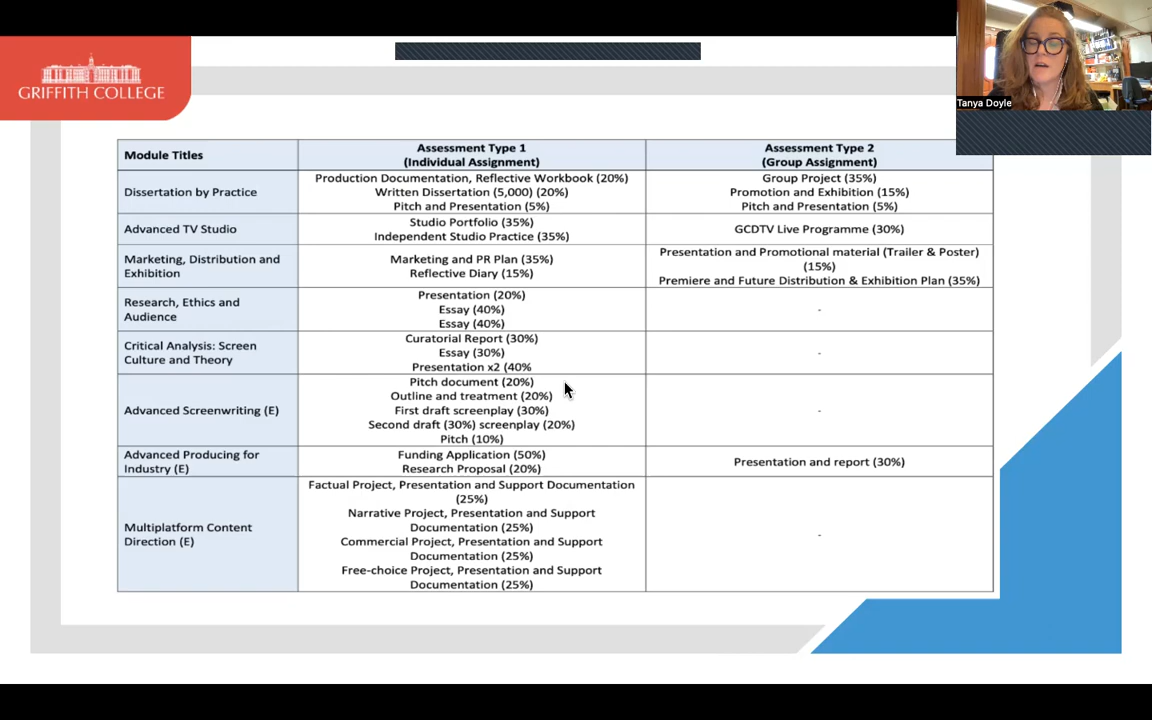 GRIFFITH COLLEGE
Tanya Doyle
Module Titles
Assessment Type 1
(Individual Assignment)
Assessment Type 2
(Group Assignment)
Dissertation by Practice
Production Documentation, Reflective Workbook (20%)
Written Dissertation (5,000) (20%)
Pitch and Presentation (5%)
Group Project (35%)
Promotion and Exhibition (15%)
Pitch and Presentation (5%)
Advanced TV Studio
Studio Portfolio (35%)
Independent Studio Practice (35%)
GCDTV Live Programme (30%)
Marketing, Distribution and
Exhibition
Marketing and PR Plan (35%)
Reflective Diary (15%)
Presentation and Promotional material (Trailer & Poster)
(15%)
Premiere and Future Distribution & Exhibition Plan (35%)
Research, Ethics and
Audience
Presentation (20%)
Essay (40%)
Essay (40%)
-
Critical Analysis: Screen
Culture and Theory
Curatorial Report (30%)
Essay (30%)
Presentation x2 (40%
-
Advanced Screenwriting (E)
Pitch document (20%)
Outline and treatment (20%)
First draft screenplay (30%)
Second draft (30%) screenplay (20%)
Pitch (10%)
-
Advanced Producing for
Industry (E)
Funding Application (50%)
Research Proposal (20%)
Presentation and report (30%)
Multiplatform Content
Direction (E)
Factual Project, Presentation and Support Documentation
(25%)
Narrative Project, Presentation and Support
Documentation (25%)
Commercial Project, Presentation and Support
Documentation (25%)
Free-choice Project, Presentation and Support
Documentation (25%)
-